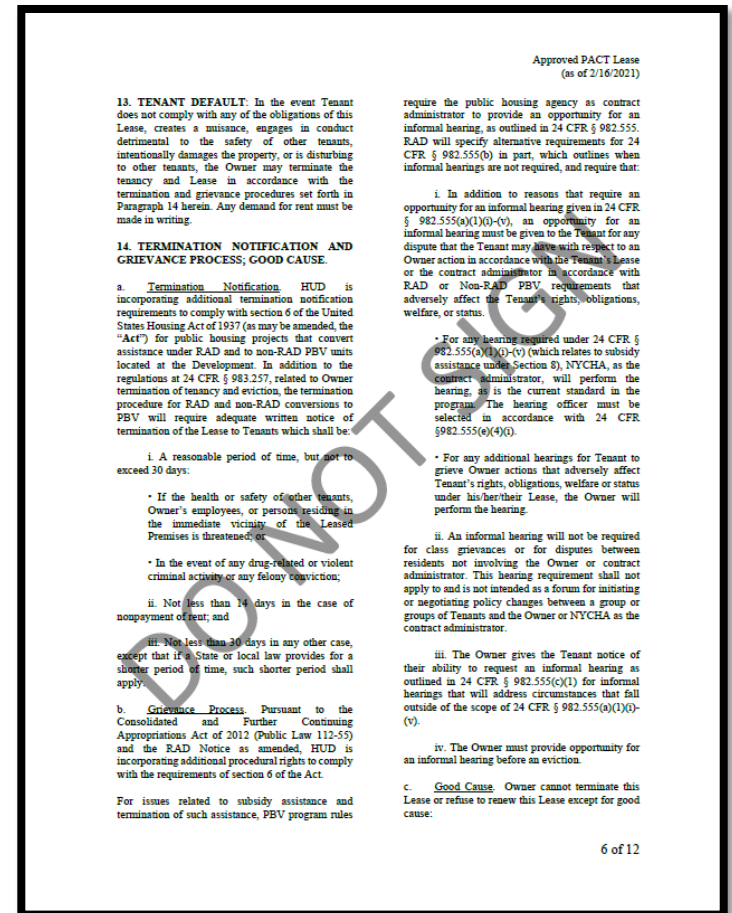 Approved PACT Lease
(as of 2/16/2021)
13. TENANT DEFAULT: In the event Tenant
does not comply with any of the obligations of this
Lease, creates a nuisance, engages in conduct
detrimental to the safety of other tenants,
intentionally damages the property, or is disturbing
to other tenants, the Owner may terminate the
tenancy and Lease in accordance with the
termination and grievance procedures set forth in
Paragraph 14 herein. Any demand for rent must be
made in writing.
14. TERMINATION NOTIFICATION AND
GRIEVANCE PROCESS; GOOD CAUSE.
a. Termination Notification. HUD is
incorporating additional termination notification
requirements to comply with section 6 of the United
States Housing Act of 1937 (as may be amended, the
“Act”) for public housing projects that convert
assistance under RAD and to non-RAD PBV units
located at the Development. In addition to the
regulations at 24 CFR § 983.257, related to Owner
termination of tenancy and eviction, the termination
procedure for RAD and non-RAD conversions to
PBV will require adequate written notice of
termination of the Lease to Tenants which shall be:
i. A reasonable period of time, but not to
exceed 30 days:
• If the health or safety of other tenants,
Owner’s employees, or persons residing in
the immediate vicinity of the Leased
Premises is threatened; or
• In the event of any drug-related or violent
criminal activity or any felony conviction;
ii. Not less than 14 days in the case of
nonpayment of rent; and
iii. Not less than 30 days in any other case,
except that if a State or local law provides for a
shorter period of time, such shorter period shall
apply.
b. Grievance Process. Pursuant to the
Consolidated and Further Continuing
Appropriations Act of 2012 (Public Law 112-55)
and the RAD Notice as amended, HUD is
incorporating additional procedural rights to comply
with the requirements of section 6 of the Act.
For issues related to subsidy assistance and
termination of such assistance, PBV program rules
require the public housing agency as contract
administrator to provide an opportunity for an
informal hearing, as outlined in 24 CFR § 982.555.
RAD will specify alternative requirements for 24
CFR § 982.555(b) in part, which outlines when
informal hearings are not required, and require that:
i. In addition to reasons that require an
opportunity for an informal hearing given in 24 CFR
§ 982.555(a)(1)(i)-(v), an opportunity for an
informal hearing must be given to the Tenant for any
dispute that the Tenant may have with respect to an
Owner action in accordance with the Tenant’s Lease
or the contract administrator in accordance with
RAD or Non-RAD PBV requirements that
adversely affect the Tenant’s rights, obligations,
welfare, or status.
• For any hearing required under 24 CFR §
982.555(a)(1)(i)-(v) (which relates to subsidy
assistance under Section 8), NYCHA, as the
contract administrator, will perform the
hearing, as is the current standard in the
program. The hearing officer must be
selected in accordance with 24 CFR
§982.555(e)(4)(i).
• For any additional hearings for Tenant to
grieve Owner actions that adversely affect
Tenant’s rights, obligations, welfare or status
under his/her/their Lease, the Owner will
perform the hearing.
ii. An informal hearing will not be required
for class grievances or for disputes between
residents not involving the Owner or contract
administrator. This hearing requirement shall not
apply to and is not intended as a forum for initiating
or negotiating policy changes between a group or
groups of Tenants and the Owner or NYCHA as the
contract administrator.
iii. The Owner gives the Tenant notice of
their ability to request an informal hearing as
outlined in 24 CFR § 982.555(c)(1) for informal
hearings that will address circumstances that fall
outside of the scope of 24 CFR § 982.555(a)(1)(i)-
(v).
iv. The Owner must provide opportunity for
an informal hearing before an eviction.
c. Good Cause. Owner cannot terminate this
Lease or refuse to renew this Lease except for good
cause:
6 of 12
DO NOT SIGN